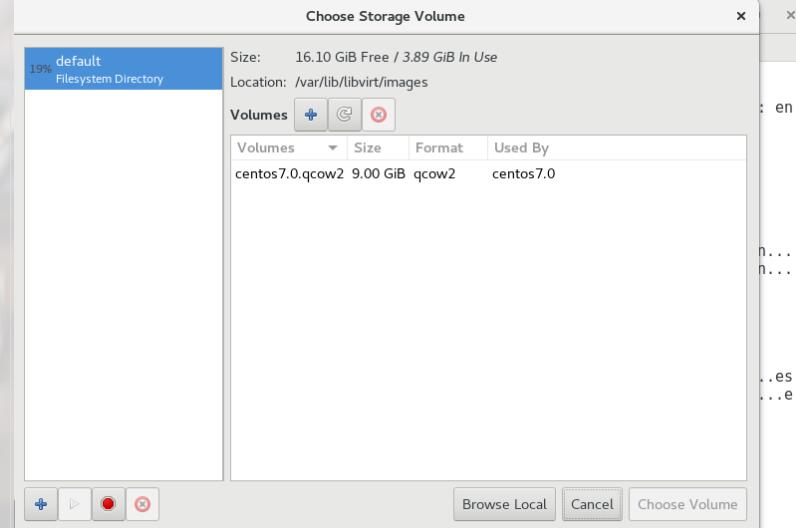 Choose Storage Volume
19% default
Filesystem Directory
Size: 16.10 GiB Free / 3.89 GiB In Use
Location: /var/lib/libvirt/images
Volumes
Volumes Size Format Used By
centos7.0.qcow2 9.00 GiB qcow2 centos7.0
Browse Local Cancel Choose Volume
: en
n...
n...
..es
...e